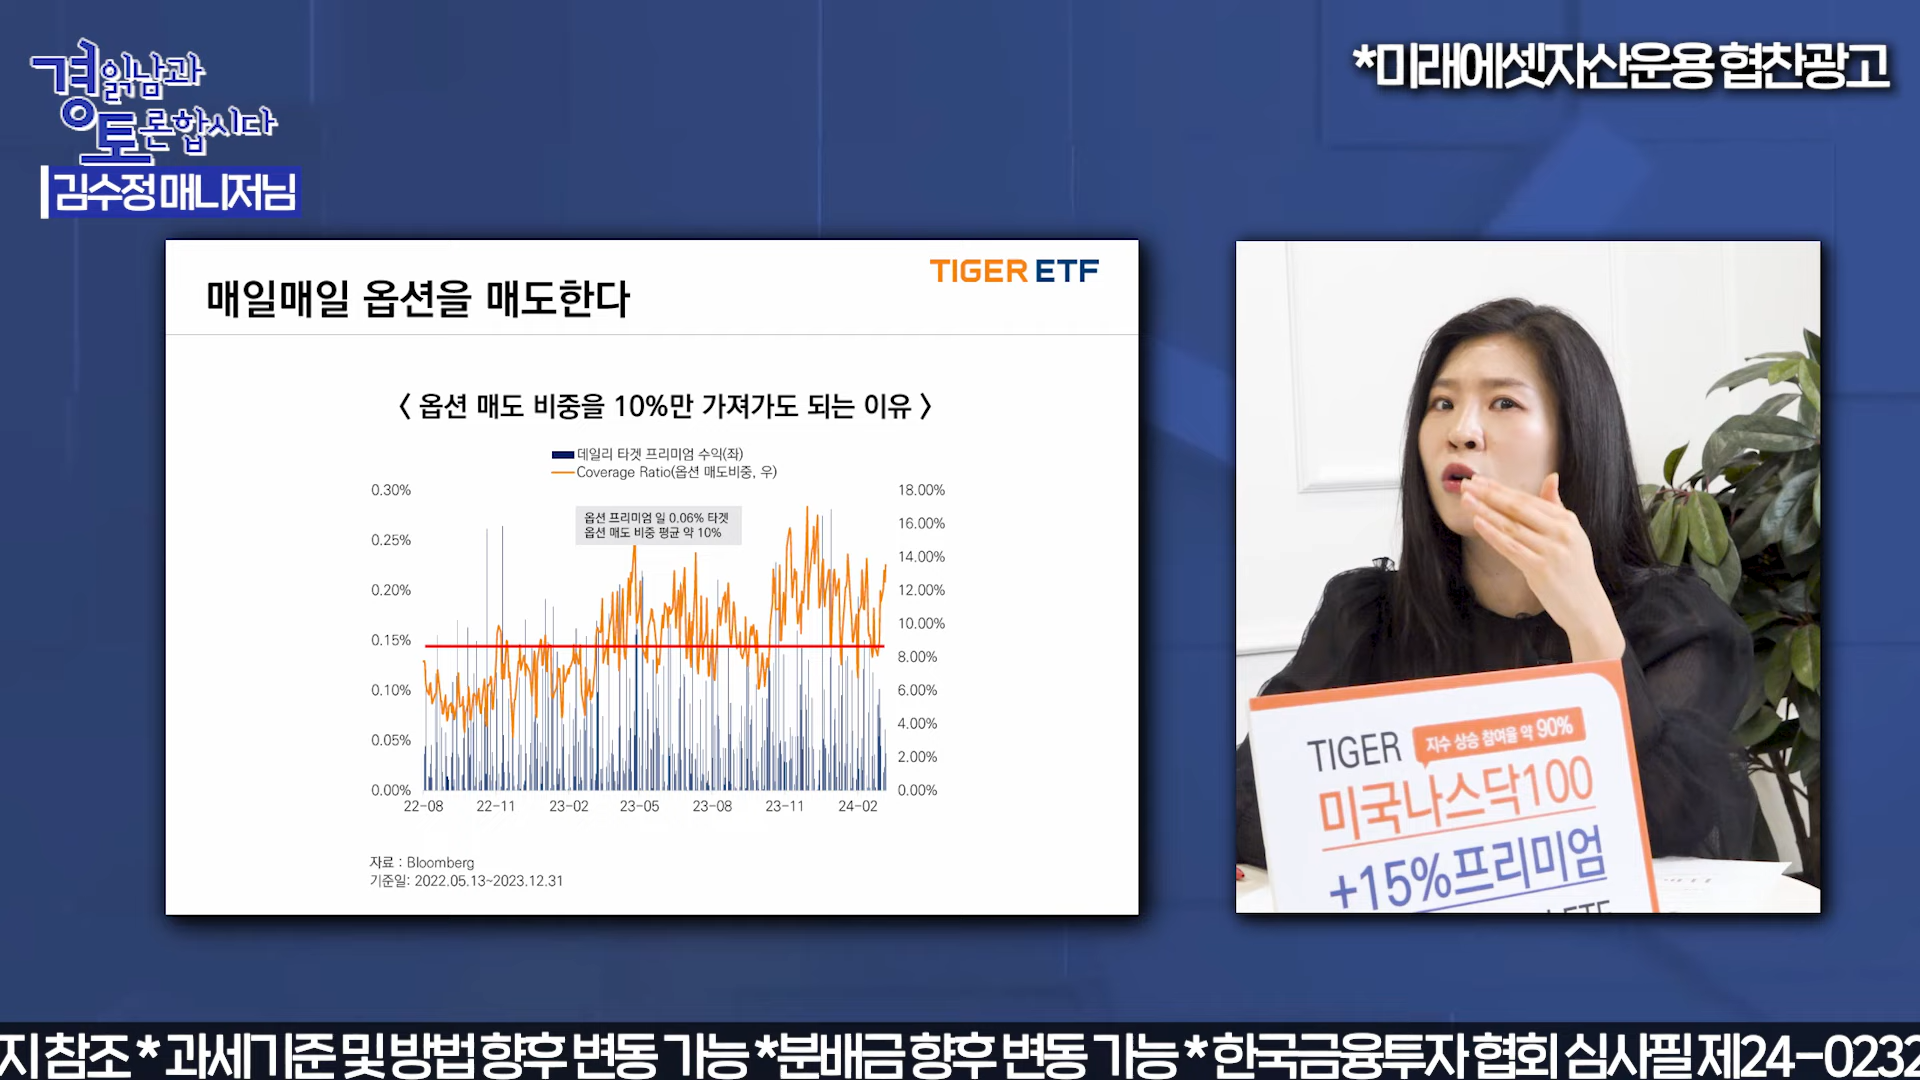 경읽남과
토론합시다
김수정 매니저님
*미래에셋자산운용 협찬광고
TIGER ETF
매일매일 옵션을 매도한다
< 옵션 매도 비중을 10%만 가져가도 되는 이유 >
데일리 타겟 프리미엄 수익(좌)
Coverage Ratio(옵션 매도비중, 우)
옵션 프리미엄 일 0.06% 타겟
옵션 매도 비중 평균 약 10%
0.30%
0.25%
0.20%
0.15%
0.10%
0.05%
0.00%
18.00%
16.00%
14.00%
12.00%
10.00%
8.00%
6.00%
4.00%
2.00%
0.00%
22-08 22-11 23-02 23-05 23-08 23-11 24-02
자료 : Bloomberg
기준일: 2022.05.13~2023.12.31
TIGER 지수 상승 참여율 약 90%
미국나스닥100
+15%프리미엄
지 참조 * 과세기준 및 방법 향후 변동 가능 *분배금 향후 변동 가능 * 한국금융투자협회 심사필 제24-0232